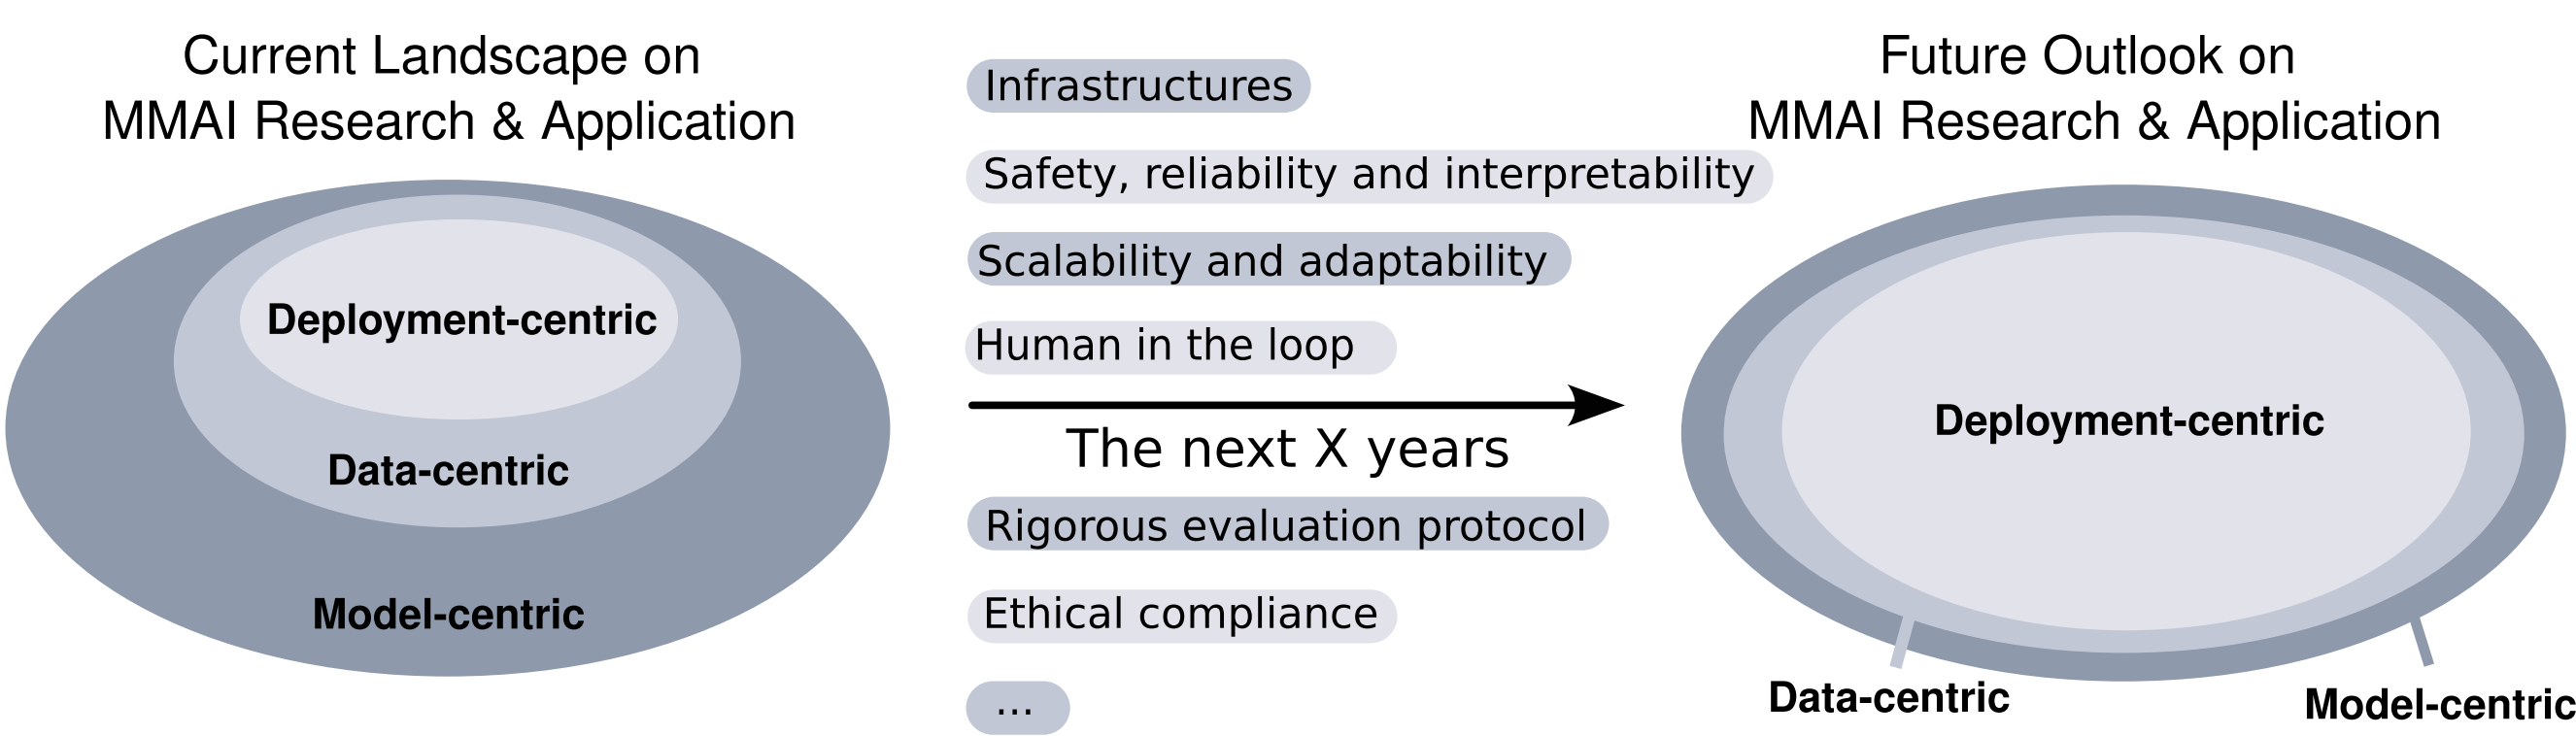 Current Landscape on
MMAI Research & Application
Deployment-centric
Data-centric
Model-centric
Infrastructures
Safety, reliability and interpretability
Scalability and adaptability
Human in the loop
The next X years
Rigorous evaluation protocol
Ethical compliance
...
Future Outlook on
MMAI Research & Application
Deployment-centric
Data-centric
Model-centric